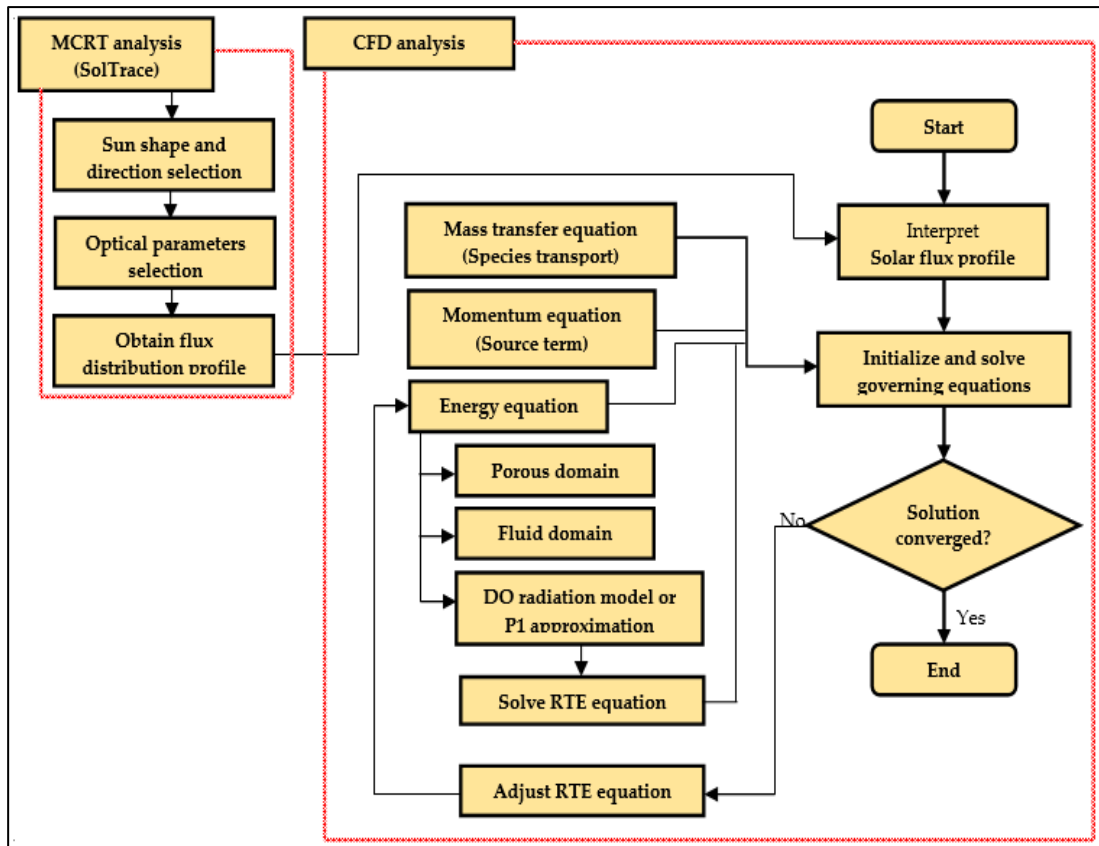 MCRT analysis
(SolTrace)
Sun shape and
direction selection
Optical parameters
selection
Obtain flux
distribution profile
CFD analysis
Start
Interpret
Solar flux profile
Mass transfer equation
(Species transport)
Momentum equation
(Source term)
Initialize and solve
governing equations
Energy equation
Porous domain
Fluid domain
DO radiation model or
P1 approximation
Solve RTE equation
Adjust RTE equation
Solution
converged?
No
Yes
End